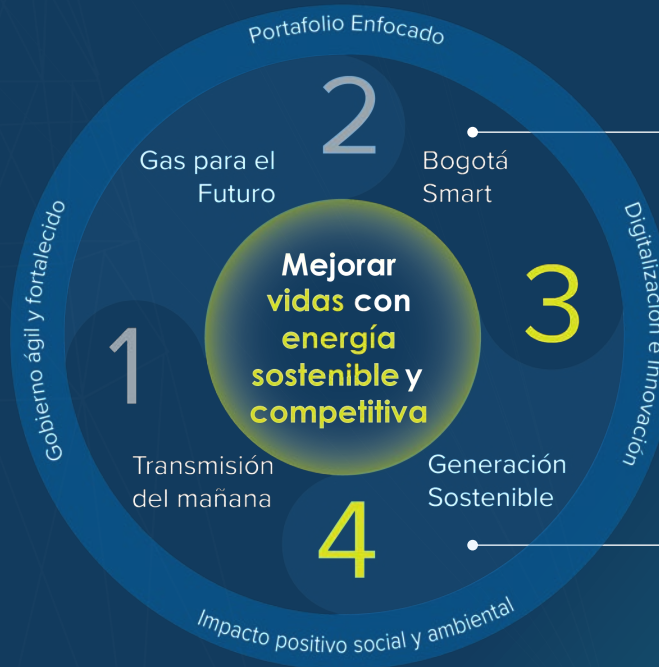 Portafolio Enfocado
2
Gas para el
Futuro
Bogotá
Smart
Gobierno ágil y fortalecido
Digitalización e Innovación
Mejorar
vidas con
energía
sostenible y
competitiva
1
3
Transmisión
del mañana
Generación
Sostenible
4
Impacto positivo social y ambiental